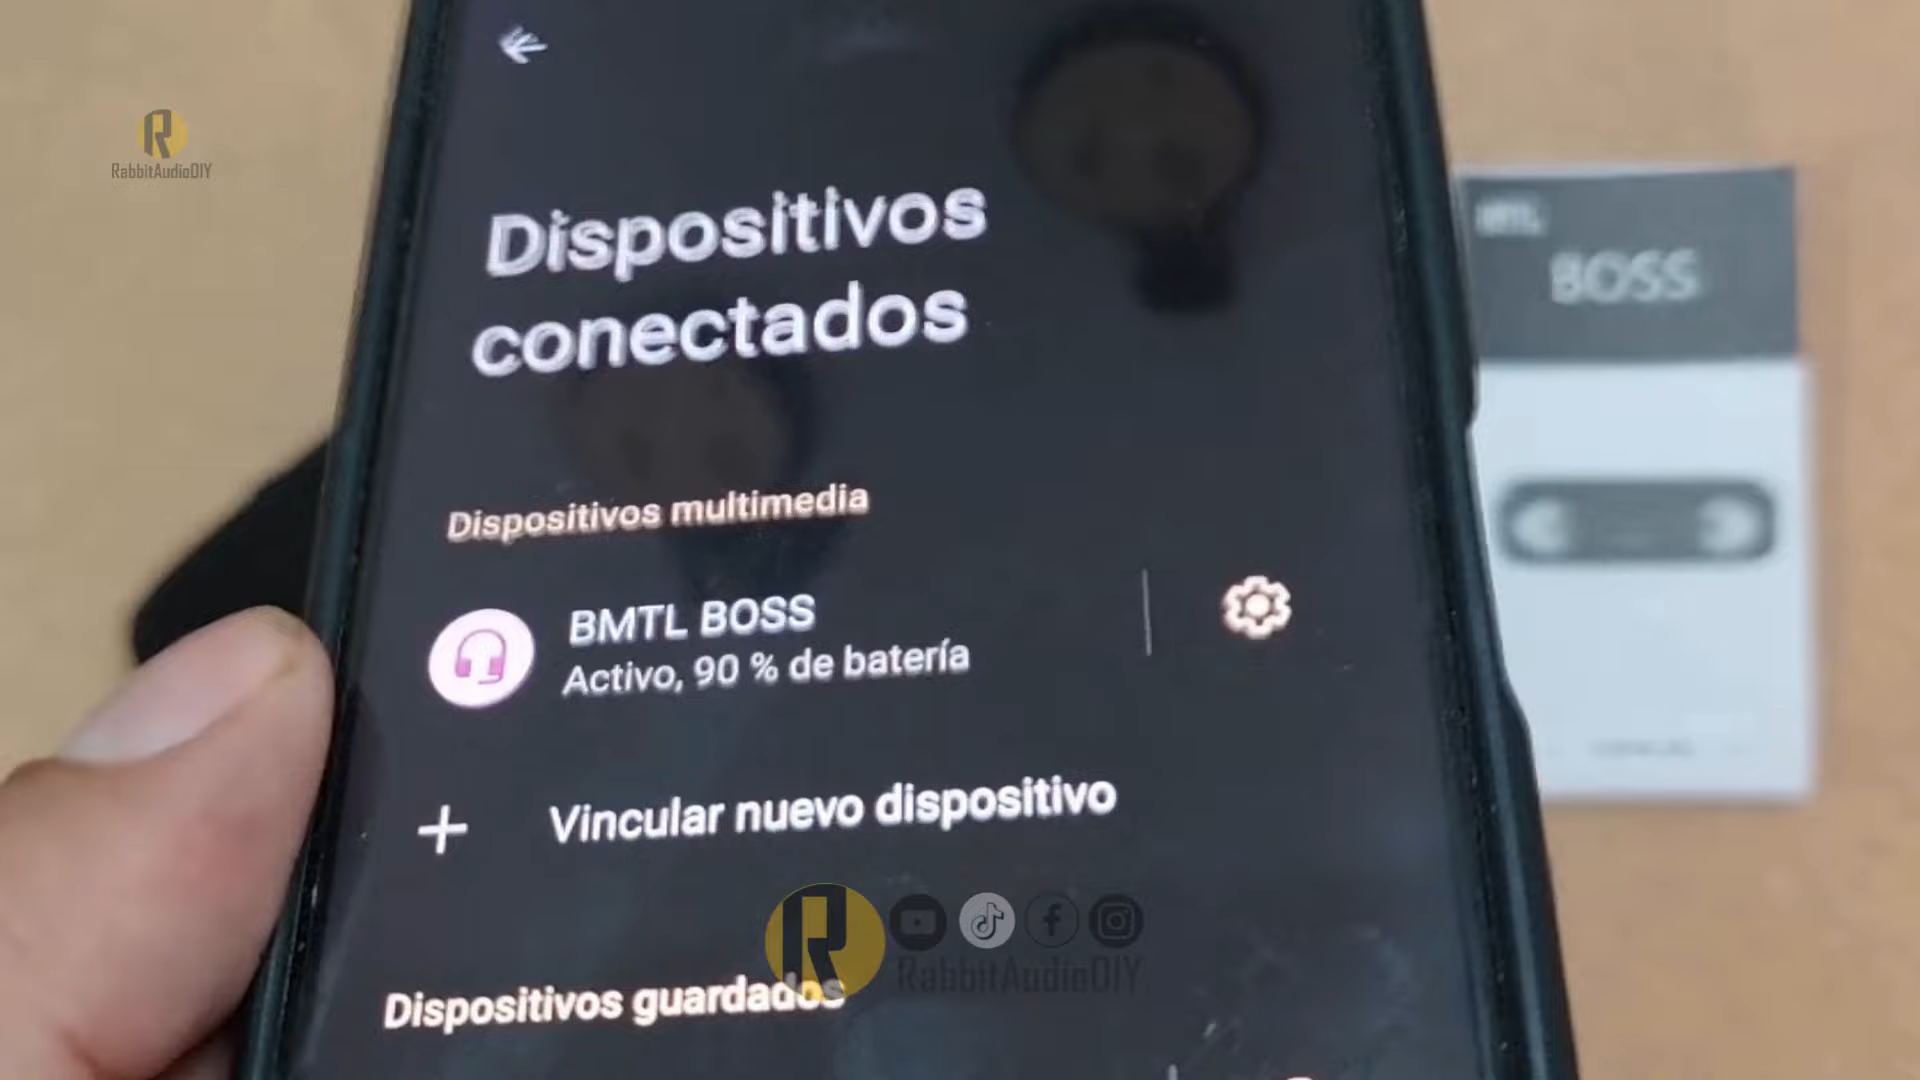 RabbitAudioDIY
Dispositivos
conectados
Dispositivos multimedia
BMTL BOSS
Activo, 90 % de batería
+ Vincular nuevo dispositivo
Dispositivos guardados
RabbitAudioDIY
BOSS